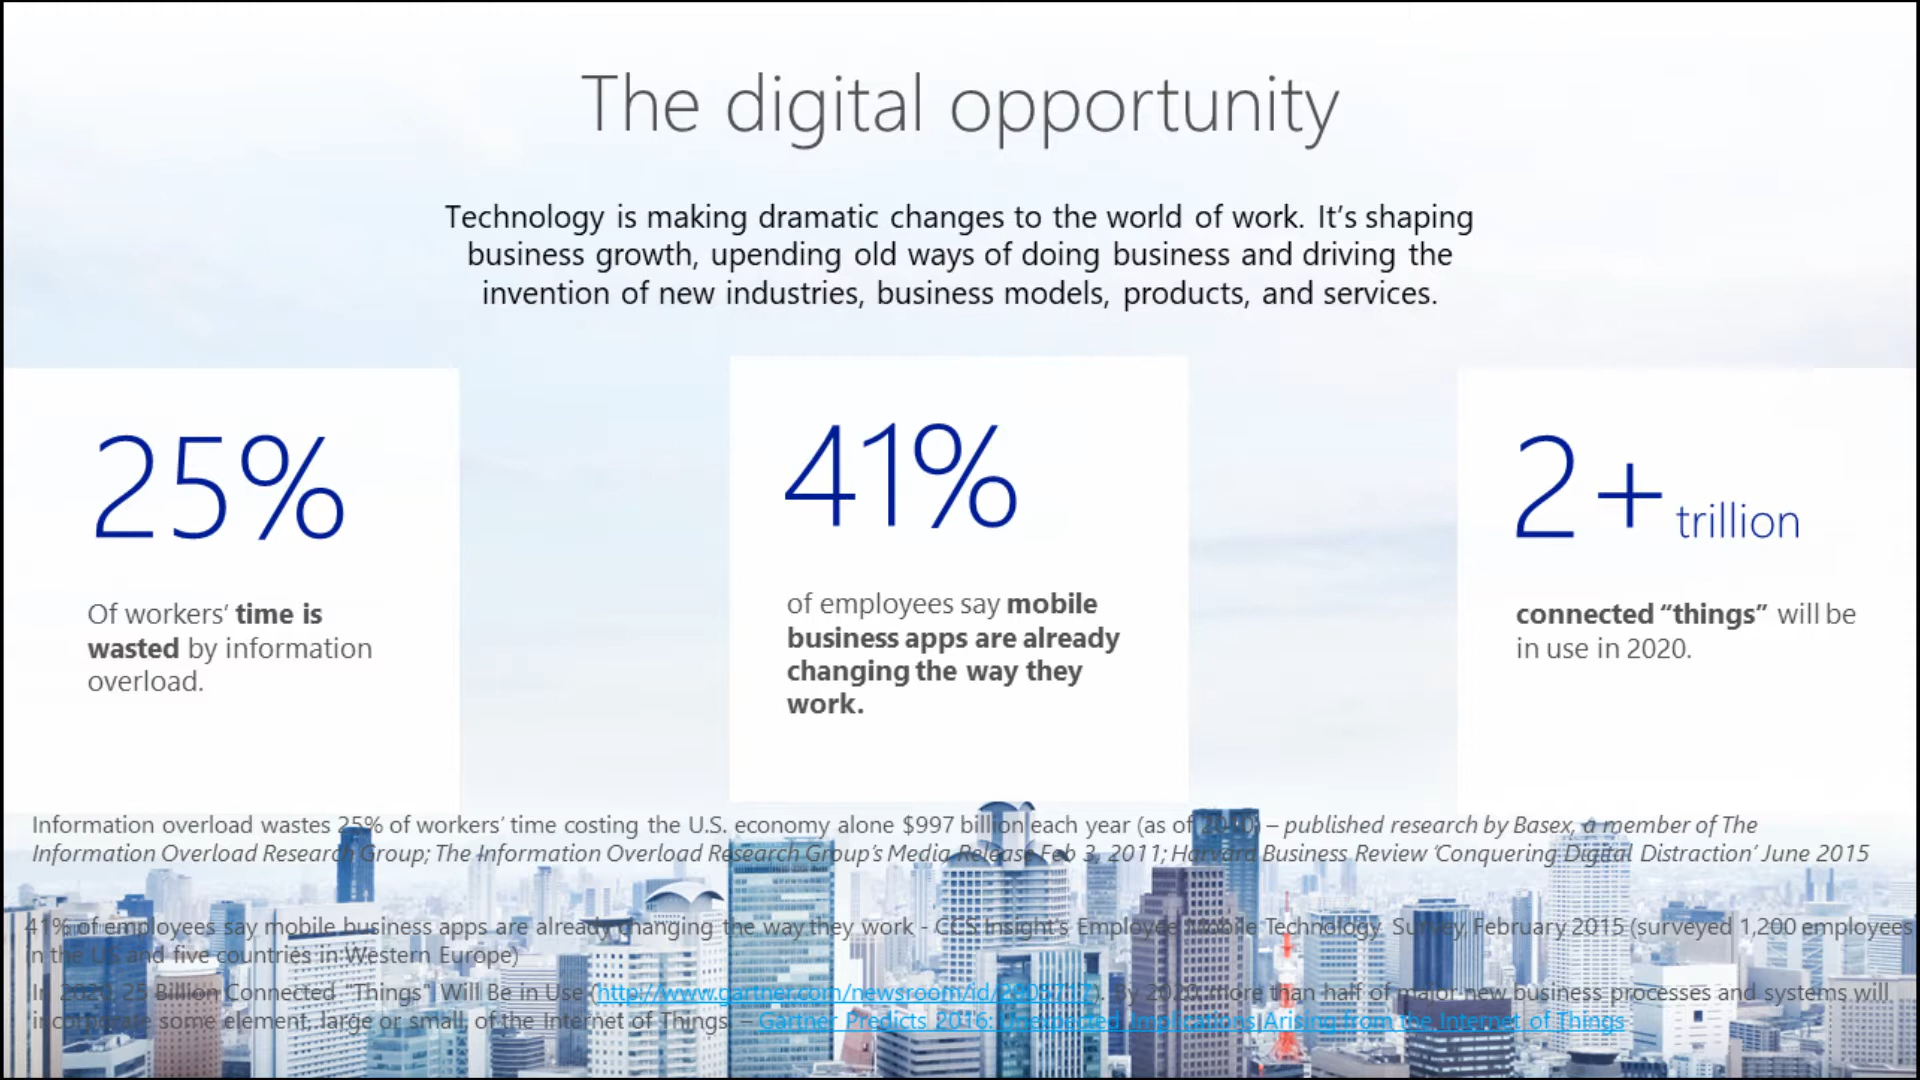 The digital opportunity
Technology is making dramatic changes to the world of work. It's shaping
business growth, upending old ways of doing business and driving the
invention of new industries, business models, products, and services.
25%
Of workers' time is
wasted by information
overload.
41%
of employees say mobile
business apps are already
changing the way they
work.
2+ trillion
connected “things” will be
in use in 2020.
Information overload wastes 25% of workers' time costing the U.S. economy alone $997 billion each year (as of – published research by Basex, a member of The
Information Overload Research Group; The Information Overload Research Group's Media Release Feb 3, 2011; Harvard Business Review ‘Conquering Digital Distraction’ June 2015
41% of employees say mobile business apps are already changing the way they work - CCS Insight's Employee Mobile Technology Survey, February 2015 (surveyed 1,200 employees
in the US and five countries in Western Europe)
In 2020, 25 Billion Connected “Things” Will Be in Use (http://www.gartner.com/newsroom/id/ ). By 2020, more than half of major new business processes and systems will
incorporate some element, large or small, of the Internet of Things. – Gartner Predicts 2016: Unexpected Implications Arising from the Internet of Things